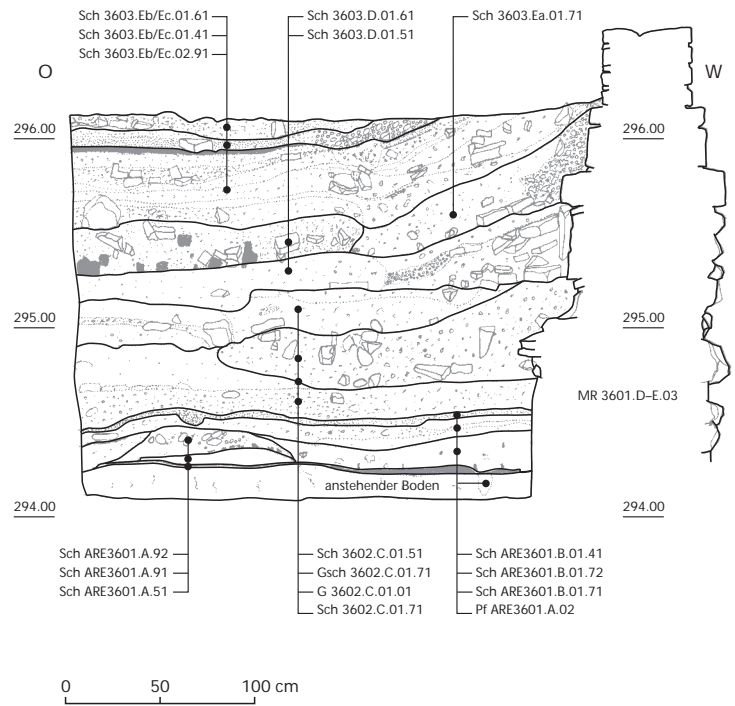 Sch 3603.Eb/Ec.01.61
Sch 3603.Eb/Ec.01.41
Sch 3603.Eb/Ec.02.91
Sch 3603.D.01.61
Sch 3603.D.01.51
Sch 3603.Ea.01.71
O
W
296.00
296.00
295.00
295.00
MR 3601.D–E.03
anstehender Boden
294.00
294.00
Sch ARE3601.A.92
Sch ARE3601.A.91
Sch ARE3601.A.51
Sch 3602.C.01.51
Gsch 3602.C.01.71
G 3602.C.01.01
Sch 3602.C.01.71
Sch ARE3601.B.01.41
Sch ARE3601.B.01.72
Sch ARE3601.B.01.71
Pf ARE3601.A.02
0 50 100 cm